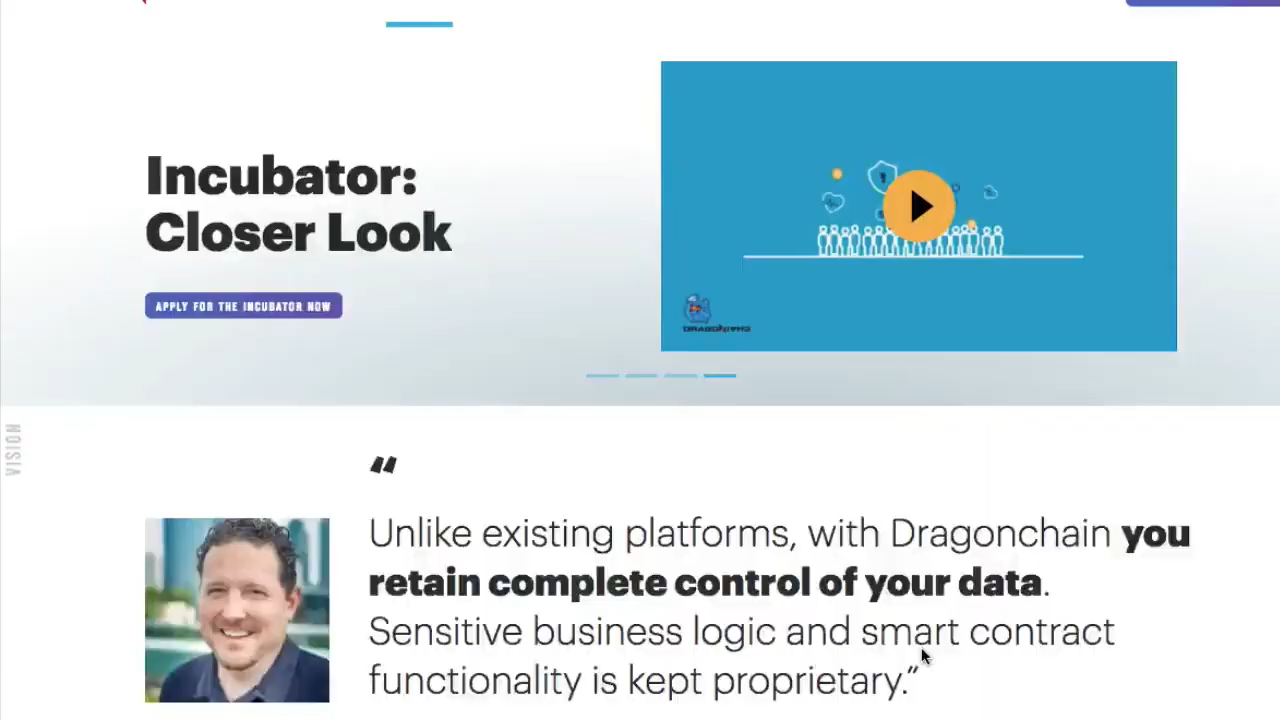 Incubator:
Closer Look
APPLY FOR THE INCUBATOR NOW
VISION
“
Unlike existing platforms, with Dragonchain you
retain complete control of your data.
Sensitive business logic and smart contract
functionality is kept proprietary.”